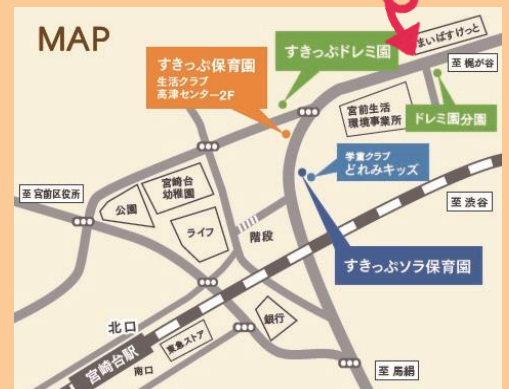 MAP
すきっぷ保育園
生活クラブ
高津センター2F
すきっぷドレミ園
まいばすけっと
至 梶が谷
宮前生活
環境事業所
ドレミ園分園
学童クラブ
どれみキッズ
至 宮前区役所
公園
宮崎台
幼稚園
ライフ
階段
至 渋谷
すきっぷソラ保育園
北口
銀行
東急ストア
宮崎台駅
南口
至 馬絹